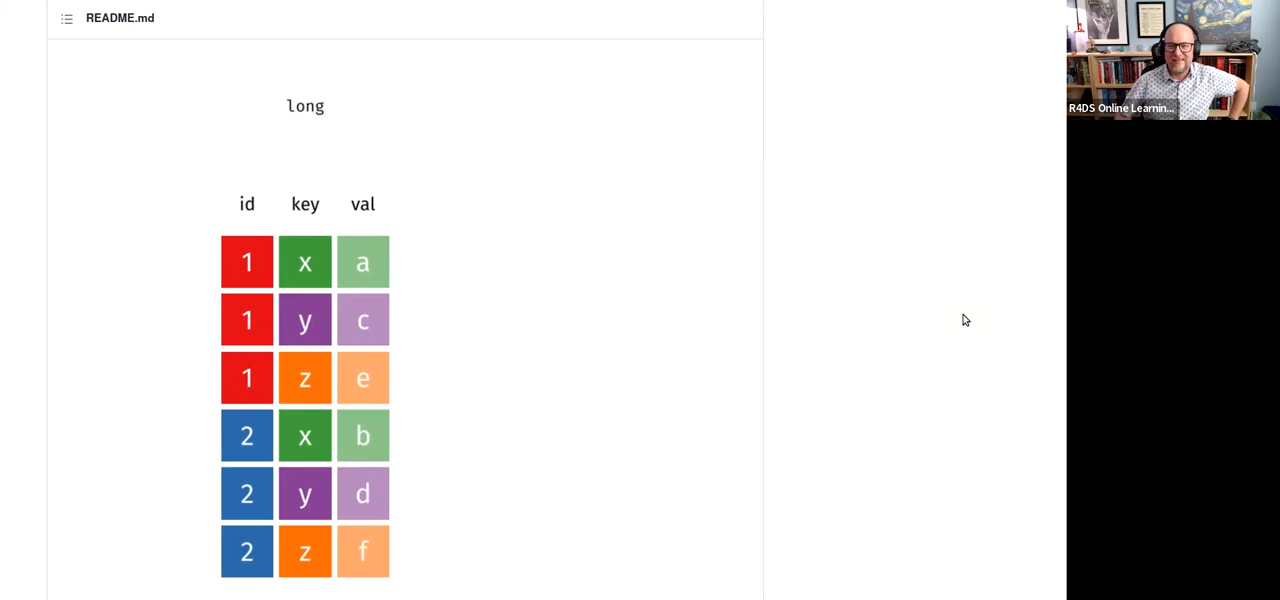 README.md
long
id key val
1 x a
1 y c
1 z e
2 x b
2 y d
2 z f
R4DS Online Learnin...